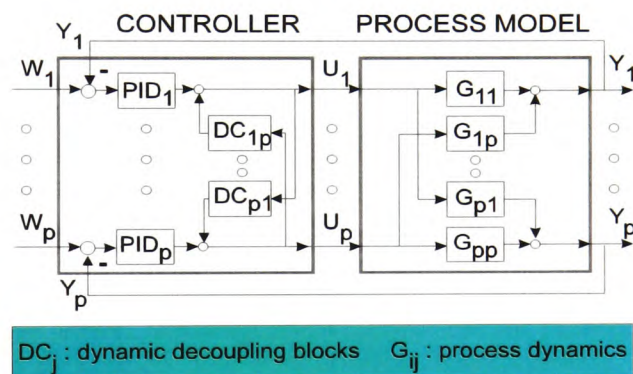 CONTROLLER PROCESS MODEL
Y1 Y1
W1 - PID1 U1 G11 Y1
DC1p G1p
DCp1 Gp1
Wp PIDp Up Gpp Yp
-
Yp
DCj : dynamic decoupling blocks Gij : process dynamics